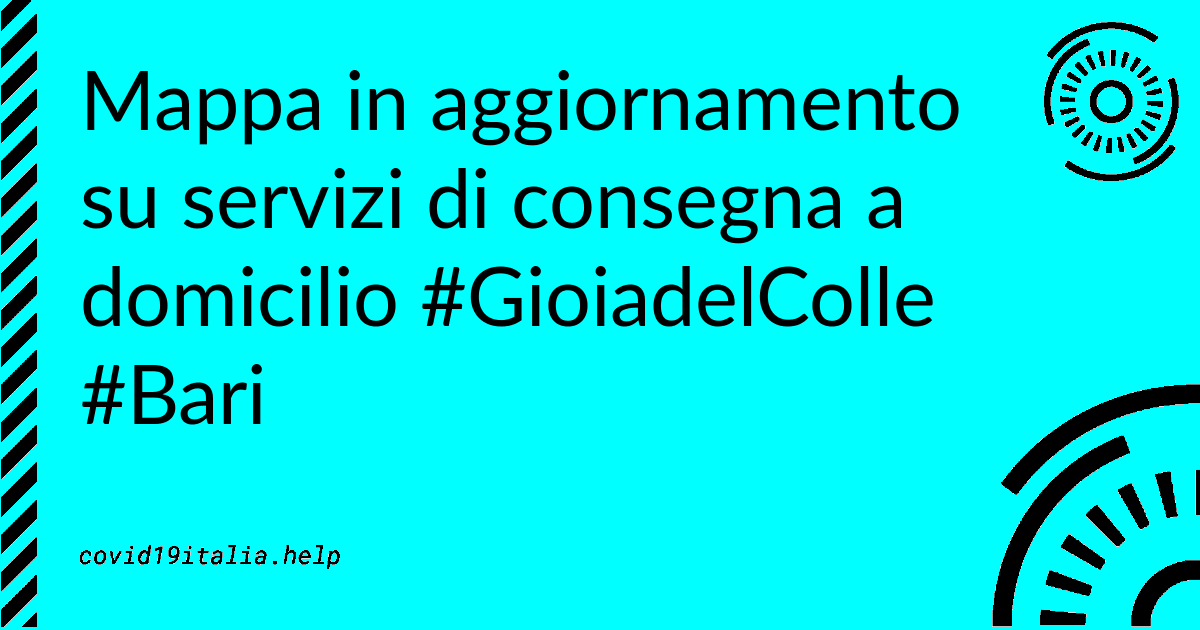 Mappa in aggiornamento
su servizi di consegna a
domicilio #GioiadelColle
#Bari
covid19italia.help